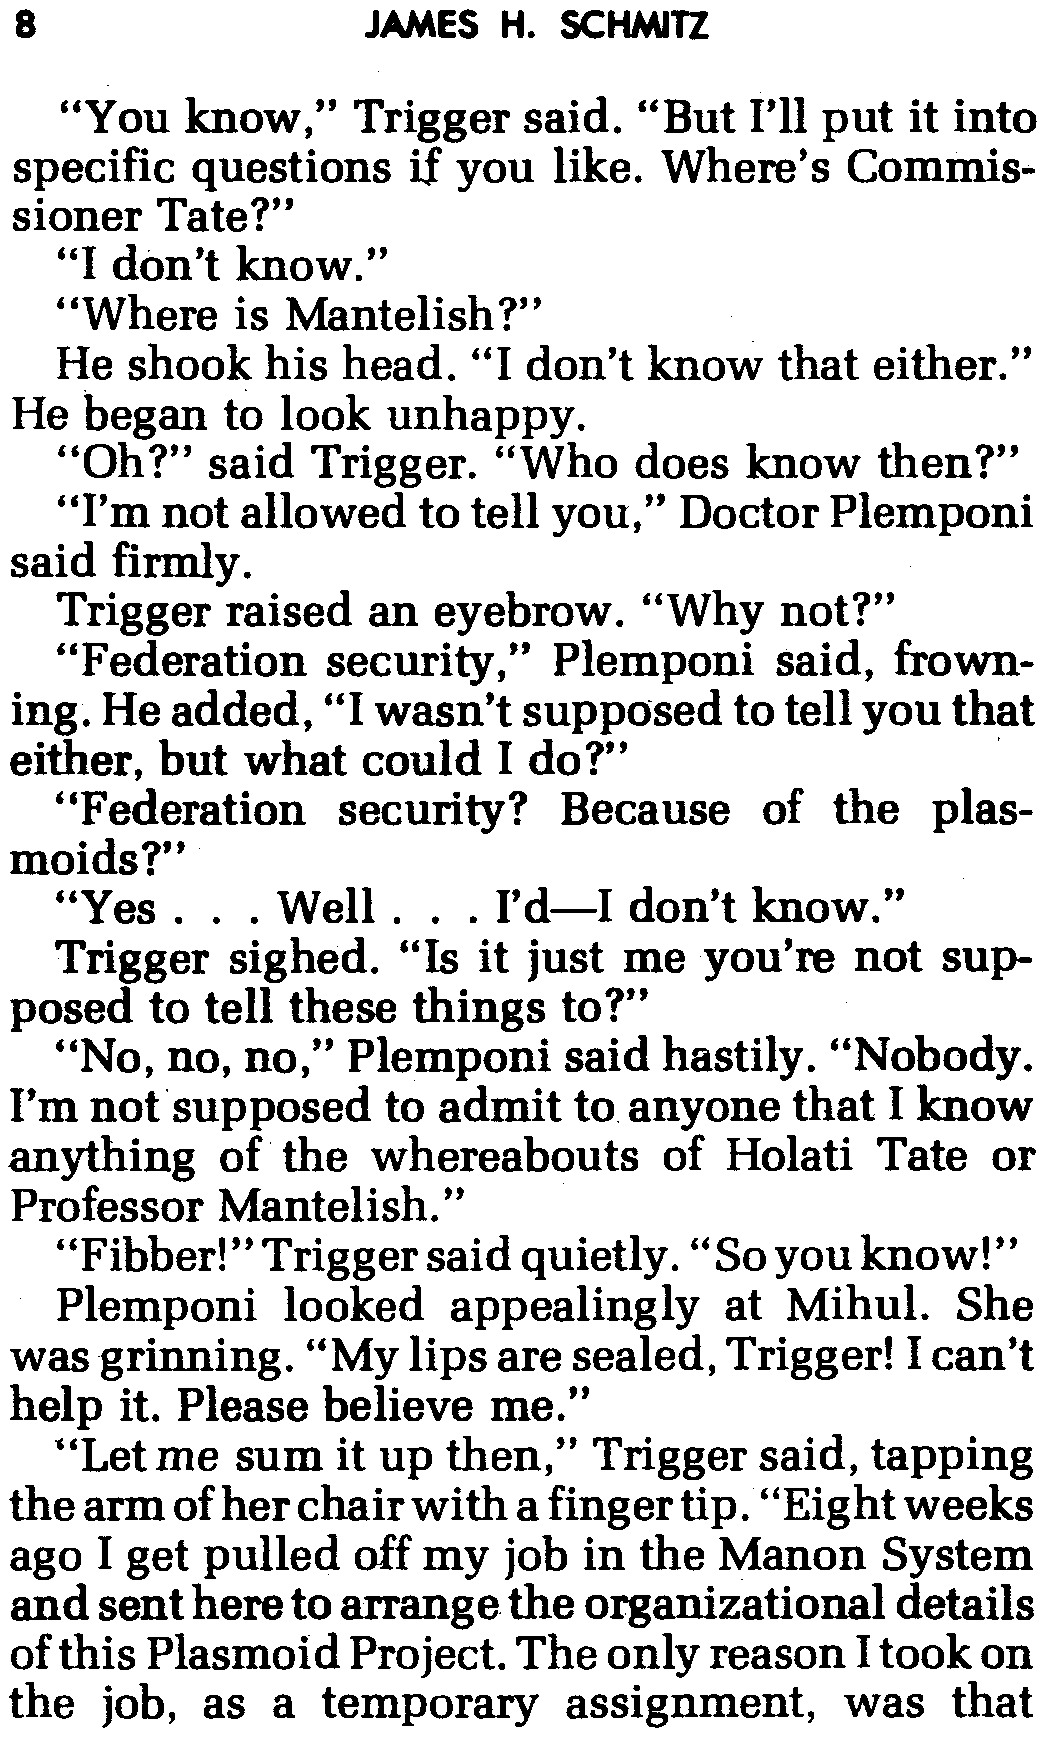 8 JAMES H. SCHMITZ
“You know,” Trigger said. “But I’ll put it into
specific questions if you like. Where’s Commis-
sioner Tate?”
“I don’t know.”
“Where is Mantelish?”
He shook his head. “I don’t know that either.”
He began to look unhappy.
“Oh?” said Trigger. “Who does know then?”
“I’m not allowed to tell you,” Doctor Plemponi
said firmly.
Trigger raised an eyebrow. “Why not?”
“Federation security,” Plemponi said, frown-
ing. He added, “I wasn’t supposed to tell you that
either, but what could I do?”
“Federation security? Because of the plas-
moids?”
“Yes . . . Well . . . I’d—I don’t know.”
Trigger sighed. “Is it just me you’re not sup-
posed to tell these things to?”
“No, no, no,” Plemponi said hastily. “Nobody.
I’m not supposed to admit to anyone that I know
anything of the whereabouts of Holati Tate or
Professor Mantelish.”
“Fibber!” Trigger said quietly. “So you know!”
Plemponi looked appealingly at Mihul. She
was grinning. “My lips are sealed, Trigger! I can’t
help it. Please believe me.”
“Let me sum it up then,” Trigger said, tapping
the arm of her chair with a finger tip. “Eight weeks
ago I get pulled off my job in the Manon System
and sent here to arrange the organizational details
of this Plasmoid Project. The only reason I took on
the job, as a temporary assignment, was that